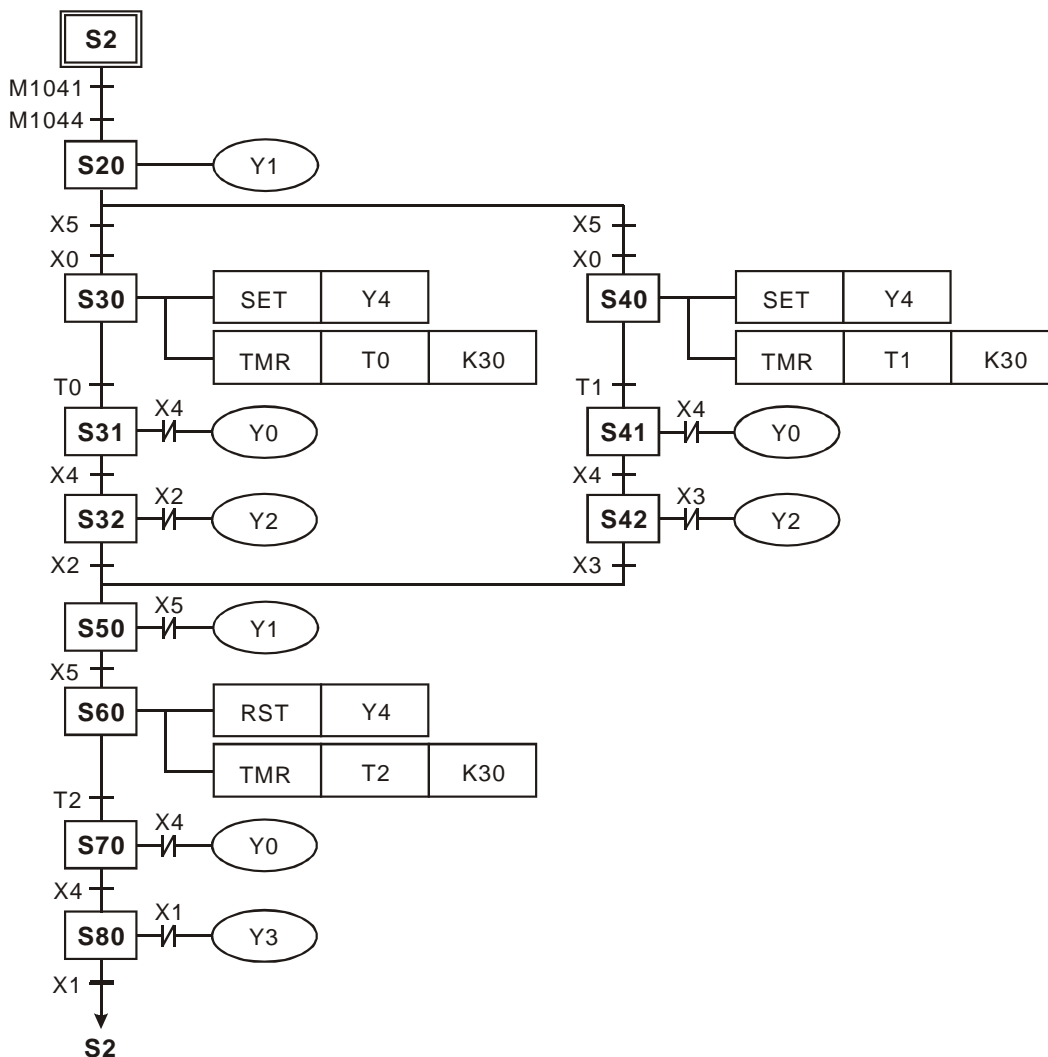 S2
M1041
M1044
S20 Y1
X5 X5
X0 X0
S30 SET Y4 S40 SET Y4
TMR T0 K30 TMR T1 K30
T0 T1
S31 X4 Y0 S41 X4 Y0
X4 X4
S32 X2 Y2 S42 X3 Y2
X2 X3
S50 X5 Y1
X5
S60 RST Y4
TMR T2 K30
T2
S70 X4 Y0
X4
S80 X1 Y3
X1
S2